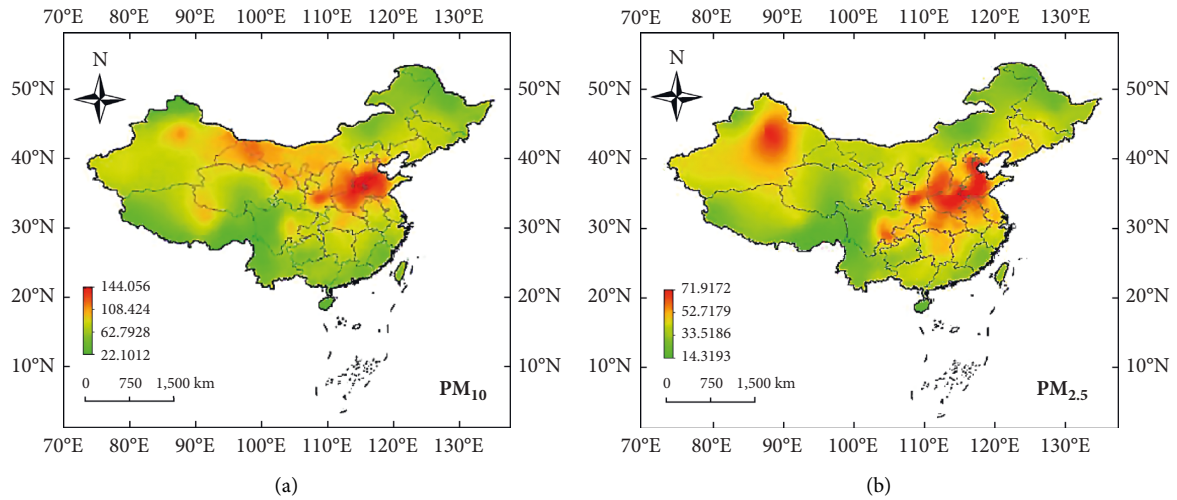 70°E 80°E 90°E 100°E 110°E 120°E 130°E
N
50°N 50°N
40°N 40°N
30°N 30°N
20°N 20°N
10°N 10°N
144.056
108.424
62.7928
22.1012
0 750 1,500 km
PM10
70°E 80°E 90°E 100°E 110°E 120°E 130°E
(a)
70°E 80°E 90°E 100°E 110°E 120°E 130°E
N
50°N 50°N
40°N 40°N
30°N 30°N
20°N 20°N
10°N 10°N
71.9172
52.7179
33.5186
14.3193
0 750 1,500 km
PM2.5
70°E 80°E 90°E 100°E 110°E 120°E 130°E
(b)